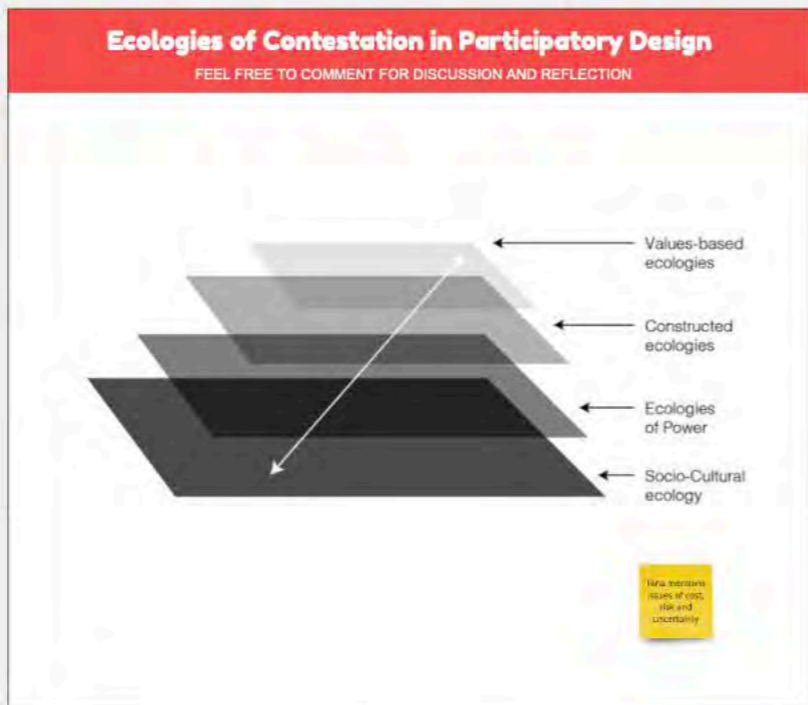 Ecologies of Contestation in Participatory Design
FEEL FREE TO COMMENT FOR DISCUSSION AND REFLECTION
Values-based
ecologies
Constructed
ecologies
Ecologies
of Power
Socio-Cultural
ecology
mentions
issues of cost,
risk and
uncertainty